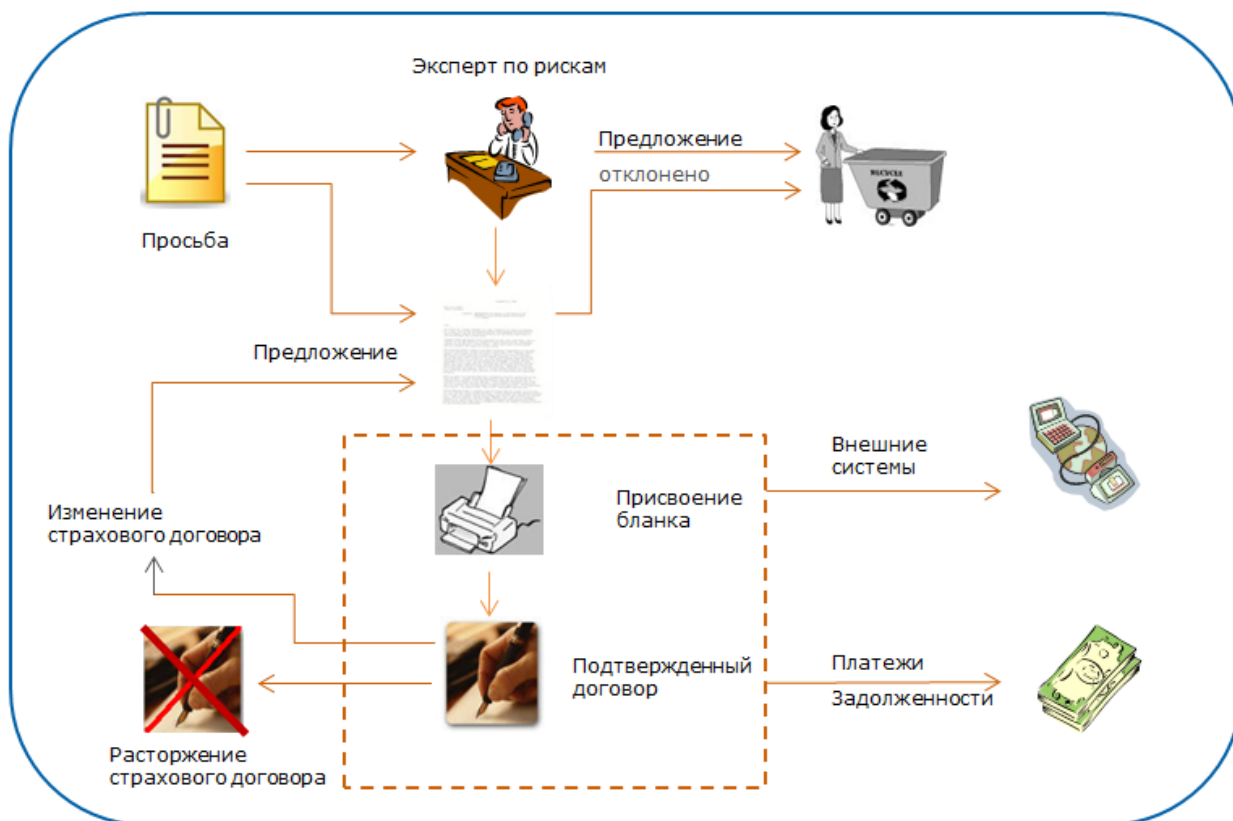 Эксперт по рискам
Предложение
отклонено
RECYCLE
Просьба
Предложение
Внешние
системы
Присвоение
бланка
Изменение
страхового договора
Подтвержденный
договор
Платежи
Задолженности
Расторжение
страхового договора